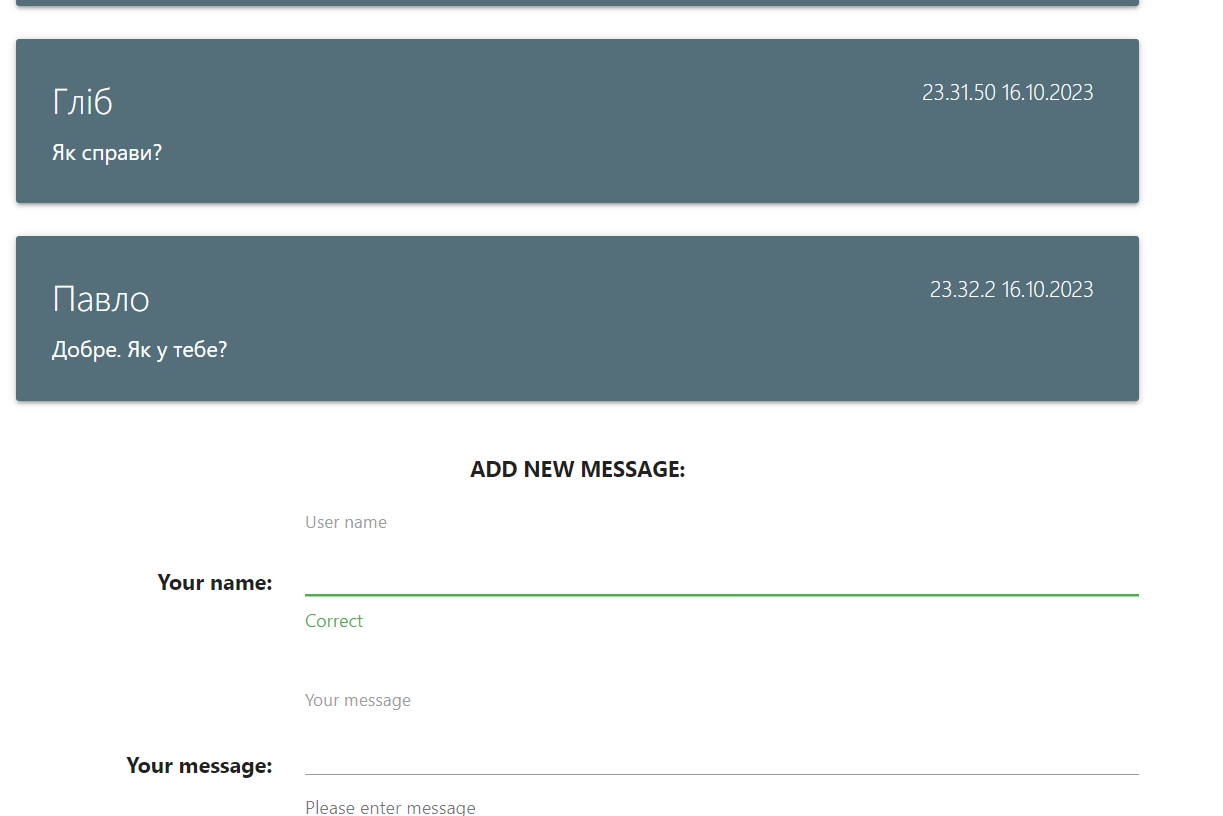 Гліб
23.31.50 16.10.2023
Як справи?
Павло
23.32.2 16.10.2023
Добре. Як у тебе?
ADD NEW MESSAGE:
User name
Your name:
Correct
Your message
Your message:
Please enter message